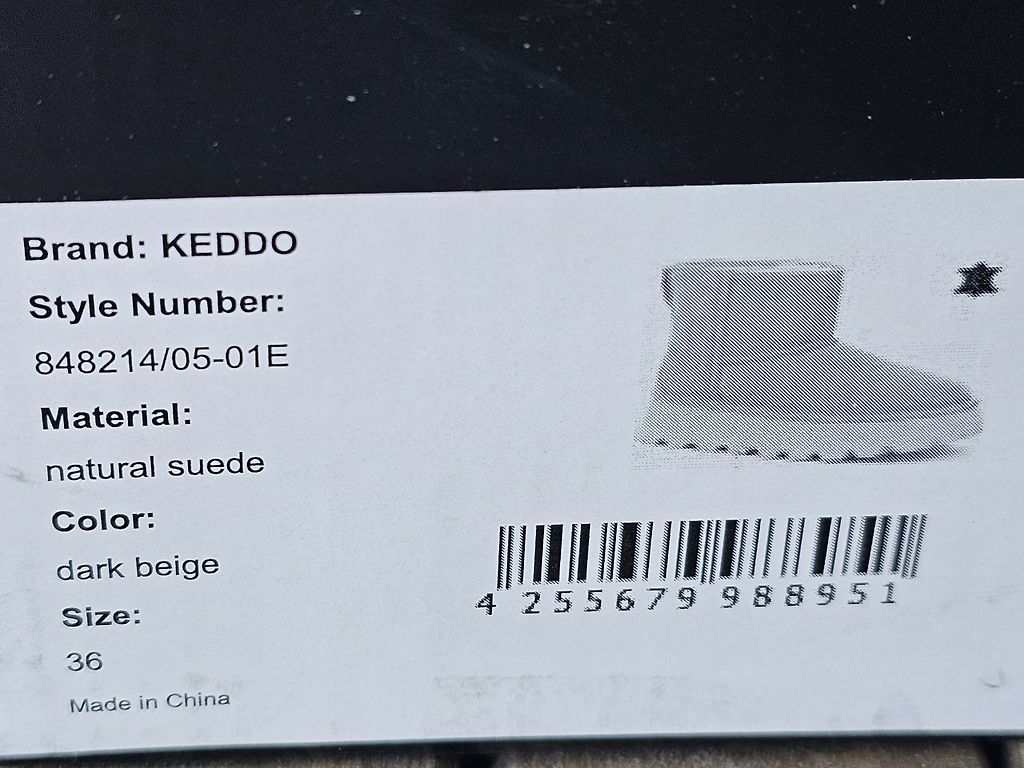 Brand: KEDDO
Style Number:
848214/05-01E
Material:
natural suede
Color:
dark beige
Size:
36
Made in China
4 255679 988951